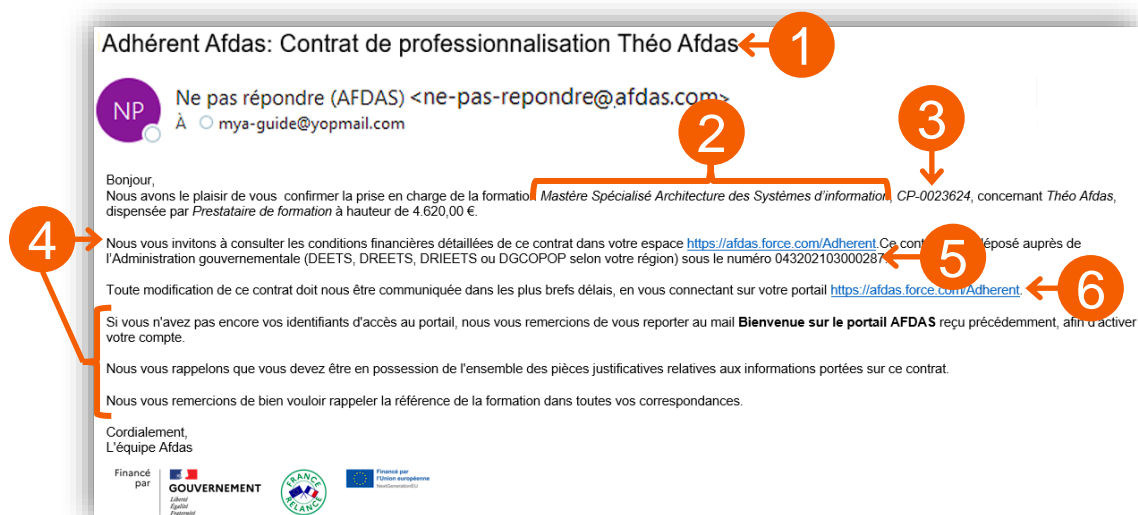 Adhérent Afdas: Contrat de professionnalisation Théo Afdas
1
NP
Ne pas répondre (AFDAS) <ne-pas-repondre@afdas.com>
À mya-guide@yopmail.com
2
3
Bonjour,
Nous avons le plaisir de vous confirmer la prise en charge de la formation Mastère Spécialisé Architecture des Systèmes d'information, CP-0023624, concernant Théo Afdas,
dispensée par Prestataire de formation à hauteur de 4.620,00 €.
4
Nous vous invitons à consulter les conditions financières détaillées de ce contrat dans votre espace https://afdas.force.com/Adherent.Ce déposé auprès de
l'Administration gouvernementale (DEETS, DREETS, DRIEETS ou DGCOPOP selon votre région) sous le numéro 043202103000287.
5
Toute modification de ce contrat doit nous être communiquée dans les plus brefs délais, en vous connectant sur votre portail https://afdas.force.com/Adherent.
6
Si vous n'avez pas encore vos identifiants d'accès au portail, nous vous remercions de vous reporter au mail Bienvenue sur le portail AFDAS reçu précédemment, afin d'activer
votre compte.
Nous vous rappelons que vous devez être en possession de l'ensemble des pièces justificatives relatives aux informations portées sur ce contrat.
Nous vous remercions de bien vouloir rappeler la référence de la formation dans toutes vos correspondances.
Cordialement,
L'équipe Afdas
Financé
par
GOUVERNEMENT
Liberté
Égalité
Fraternité
FRANCE
RELANCE
Financé par
l'Union européenne
NextGenerationEU